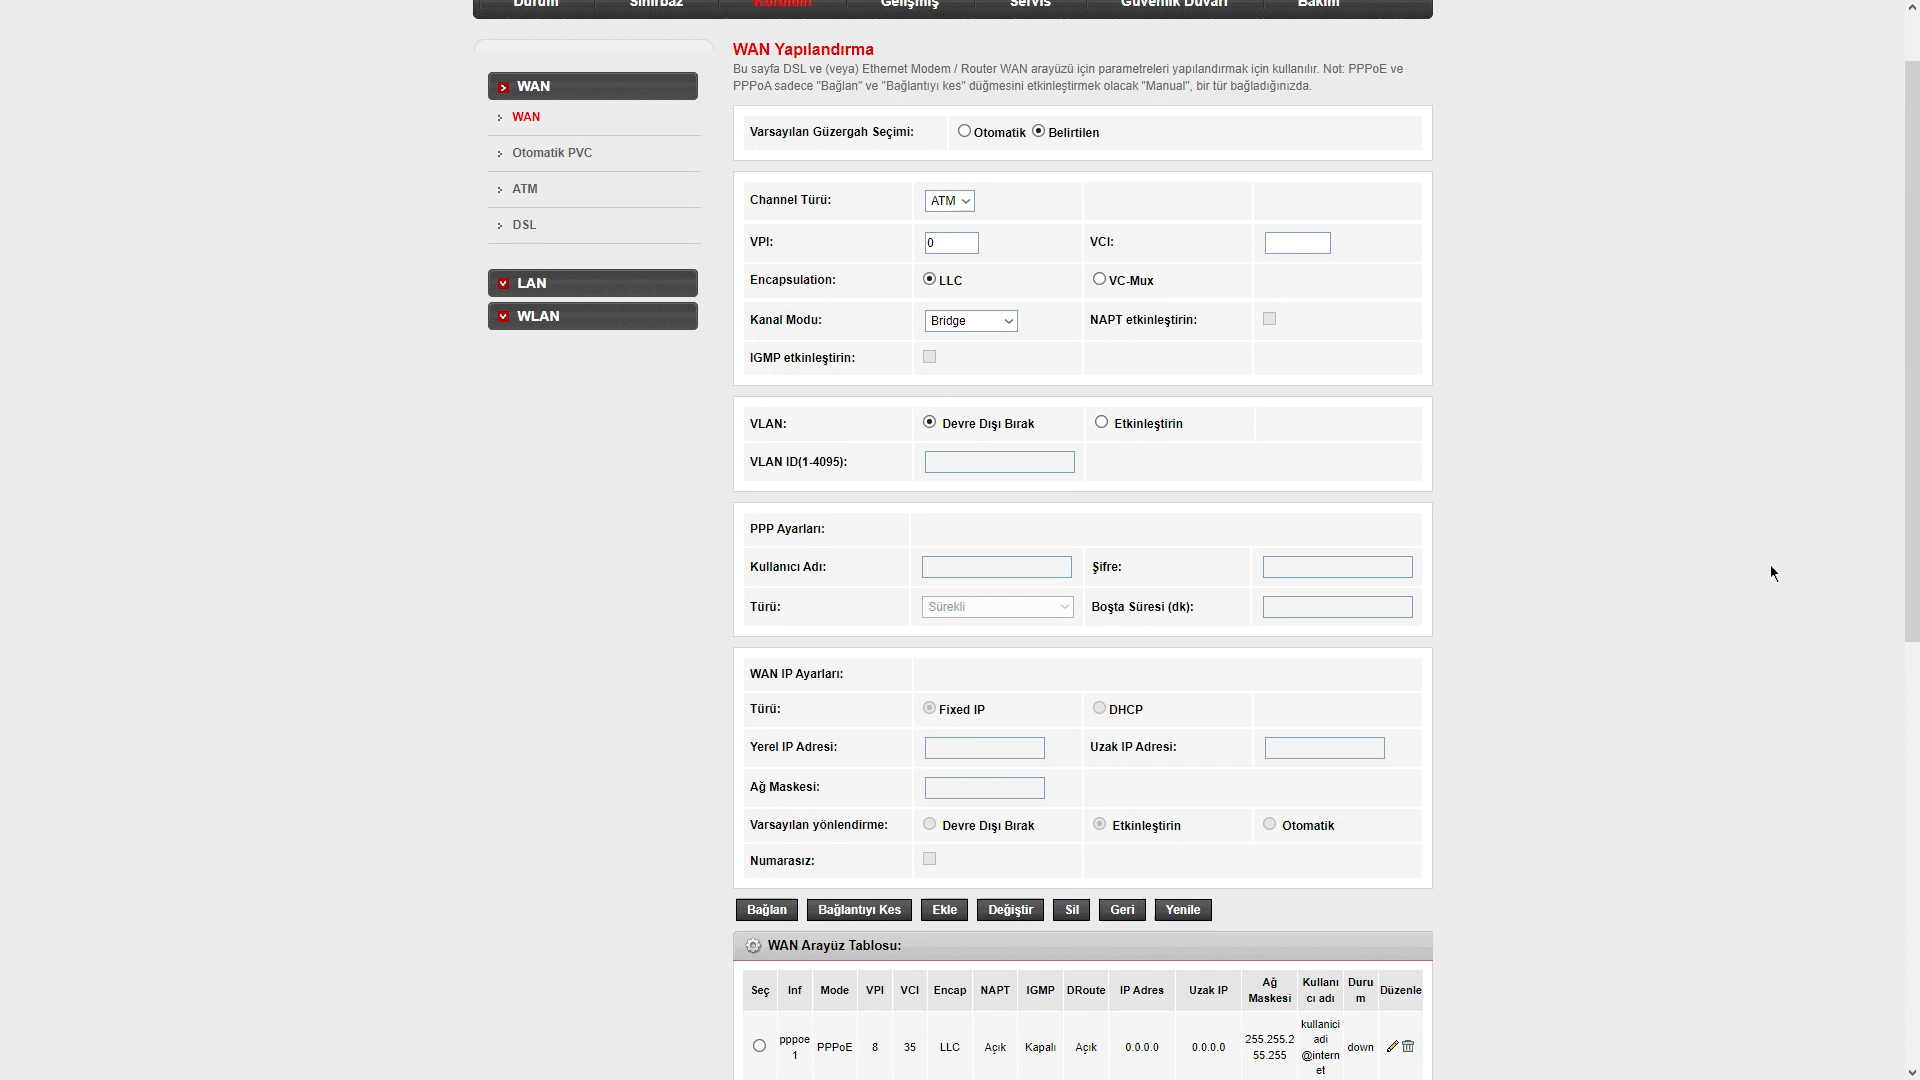 Durum Sihirbaz Kurulum Gelişmiş Servis Güvenlik Duvarı Bakım
WAN
WAN
Otomatik PVC
ATM
DSL
LAN
WLAN
WAN Yapılandırma
Bu sayfa DSL ve (veya) Ethernet Modem / Router WAN arayüzü için parametreleri yapılandırmak için kullanılır. Not: PPPoE ve
PPPoA sadece "Bağlan" ve "Bağlantıyı kes" düğmesini etkinleştirmek olacak "Manual", bir tür bağladığınızda.
Varsayılan Güzergah Seçimi: Otomatik Belirtilen
Channel Türü: ATM
VPI: 0 VCI:
Encapsulation: LLC VC-Mux
Kanal Modu: Bridge NAPT etkinleştirin:
IGMP etkinleştirin:
VLAN: Devre Dışı Bırak Etkinleştirin
VLAN ID(1-4095):
PPP Ayarları:
Kullanıcı Adı: Şifre:
Türü: Sürekli Boşta Süresi (dk):
WAN IP Ayarları:
Türü: Fixed IP DHCP
Yerel IP Adresi: Uzak IP Adresi:
Ağ Maskesi:
Varsayılan yönlendirme: Devre Dışı Bırak Etkinleştirin Otomatik
Numarasız:
Bağlan Bağlantıyı Kes Ekle Değiştir Sil Geri Yenile
WAN Arayüz Tablosu:
Seç Inf Mode VPI VCI Encap NAPT IGMP DRoute IP Adres Uzak IP Ağ Maskesi Kullanıcı adı Durum Düzenle
pppoe1 PPPoE 8 35 LLC Açık Kapalı Açık 0.0.0.0 0.0.0.0 255.255.255.255 kullaniciadi@internet down